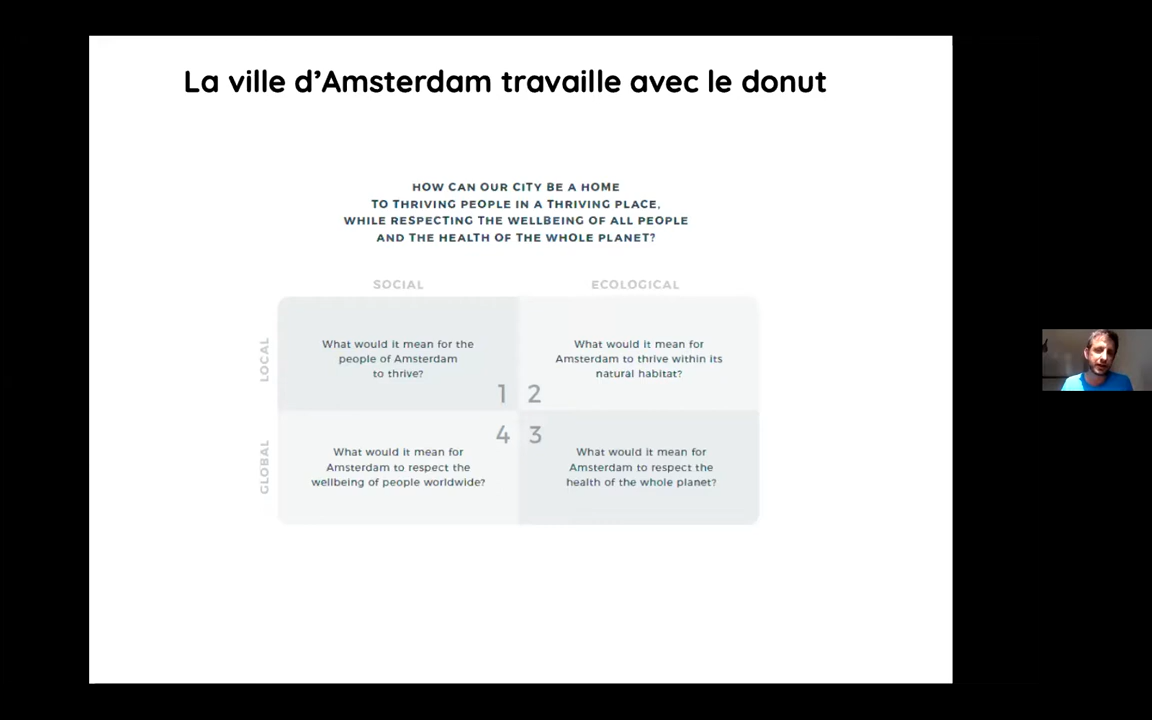 La ville d’Amsterdam travaille avec le donut
HOW CAN OUR CITY BE A HOME
TO THRIVING PEOPLE IN A THRIVING PLACE,
WHILE RESPECTING THE WELLBEING OF ALL PEOPLE
AND THE HEALTH OF THE WHOLE PLANET?
SOCIAL
ECOLOGICAL
LOCAL
What would it mean for the
people of Amsterdam
to thrive?
1
What would it mean for
Amsterdam to thrive within its
natural habitat?
2
GLOBAL
4
What would it mean for
Amsterdam to respect the
wellbeing of people worldwide?
3
What would it mean for
Amsterdam to respect the
health of the whole planet?